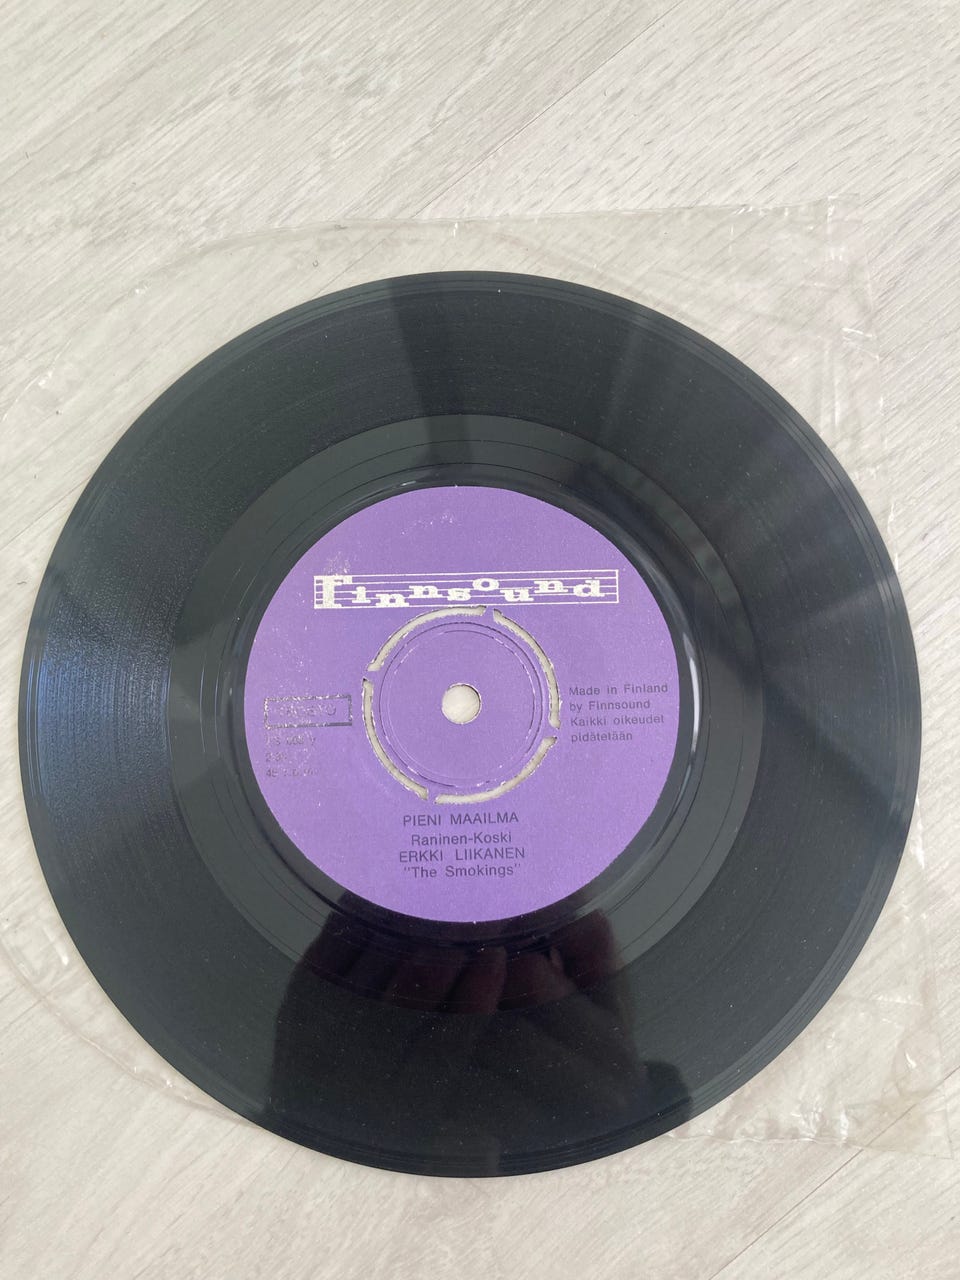 Finnsound
Made in Finland
by Finnsound
Kaikki oikeudet
pidätetään
PIENI MAAILMA
Raninen-Koski
ERKKI LIIKANEN
"The Smokings"